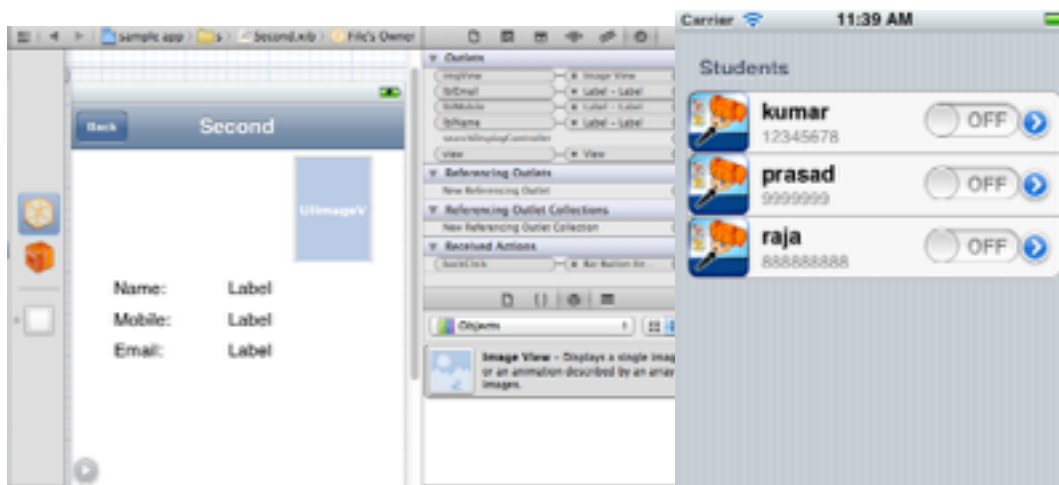 sample app
s
Second.xib
File's Owner
Back
Second
UIImageV
Name:
Label
Mobile:
Label
Email:
Label
Outlets
imgView
Image View
lblEmail
Label - Label
lblMobile
Label - Label
lblName
Label - Label
searchDisplayController
view
View
Referencing Outlets
New Referencing Outlet
Referencing Outlet Collections
New Referencing Outlet Collection
Received Actions
backClick
Bar Button Ite...
Objects
Image View - Displays a single imag
or an animation described by an array
images.
Carrier
11:39 AM
Students
kumar
12345678
OFF
prasad
9999999
OFF
raja
888888888
OFF